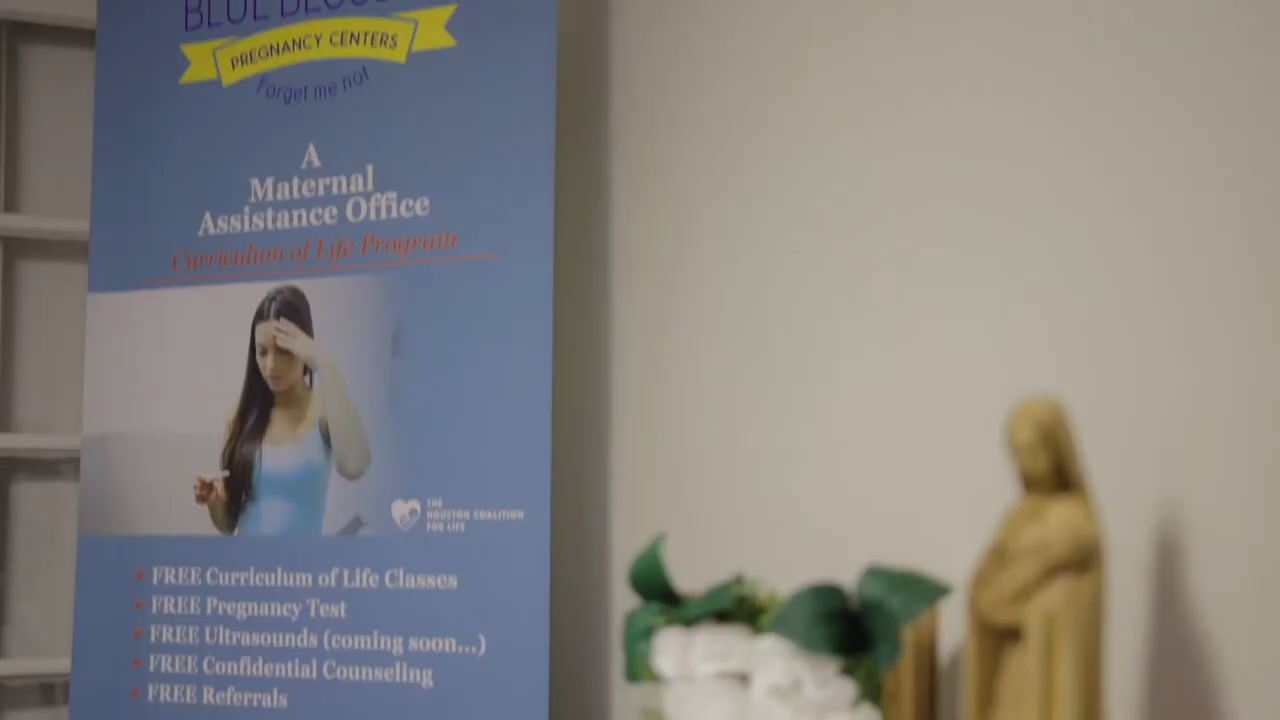 BLUE
PREGNANCY CENTERS
Forget me not
A
Maternal
Assistance Office
Curriculum of Life Program
THE
HOUSTON COALITION
FOR LIFE
FREE Curriculum of Life Classes
FREE Pregnancy Test
FREE Ultrasounds (coming soon...)
FREE Confidential Counseling
FREE Referrals